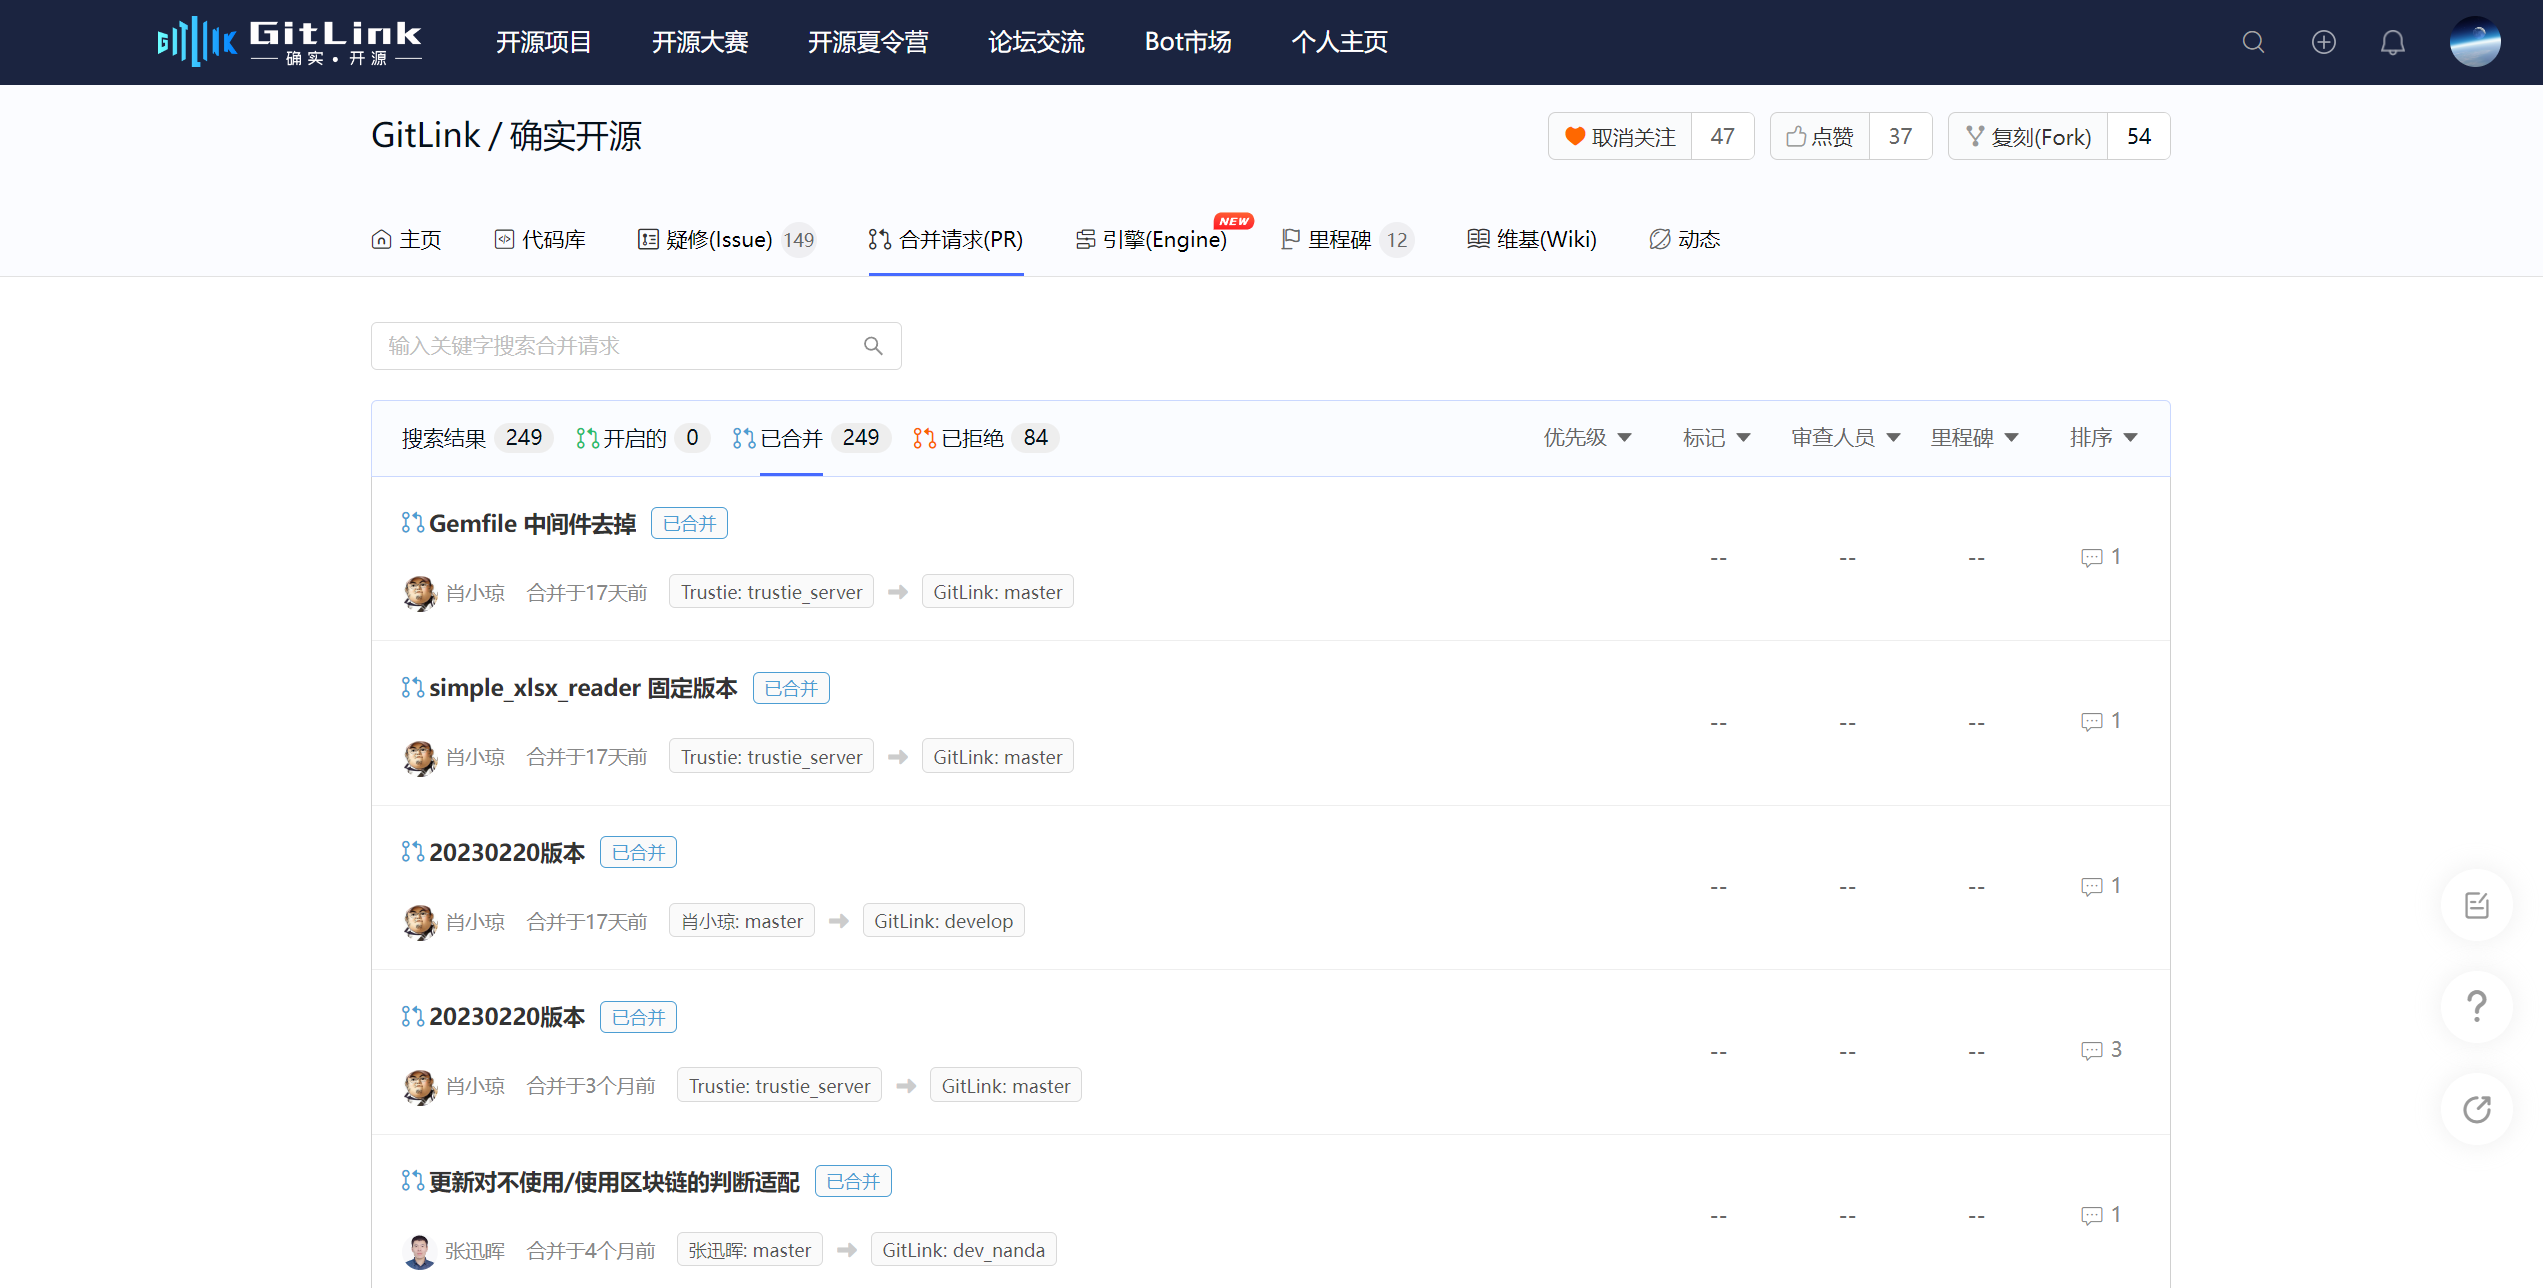 GitLink 开源项目 开源大赛 开源夏令营 论坛交流 Bot市场 个人主页
确实·开源
GitLink / 确实开源 取消关注 47 点赞 37 复刻(Fork) 54
主页 代码库 疑修(Issue) 149 合并请求(PR) 引擎(Engine) NEW 里程碑 12 维基(Wiki) 动态
输入关键字搜索合并请求
搜索结果 249 开启的 0 已合并 249 已拒绝 84 优先级 标记 审查人员 里程碑 排序
Gemfile 中间件去掉 已合并
-- -- -- 1
肖小琼 合并于17天前 Trustie: trustie_server GitLink: master
simple_xlsx_reader 固定版本 已合并
-- -- -- 1
肖小琼 合并于17天前 Trustie: trustie_server GitLink: master
20230220版本 已合并
-- -- -- 1
肖小琼 合并于17天前 肖小琼: master GitLink: develop
20230220版本 已合并
-- -- -- 3
肖小琼 合并于3个月前 Trustie: trustie_server GitLink: master
更新对不使用/使用区块链的判断适配 已合并
-- -- -- 1
张迅晖 合并于4个月前 张迅晖: master GitLink: dev_nanda